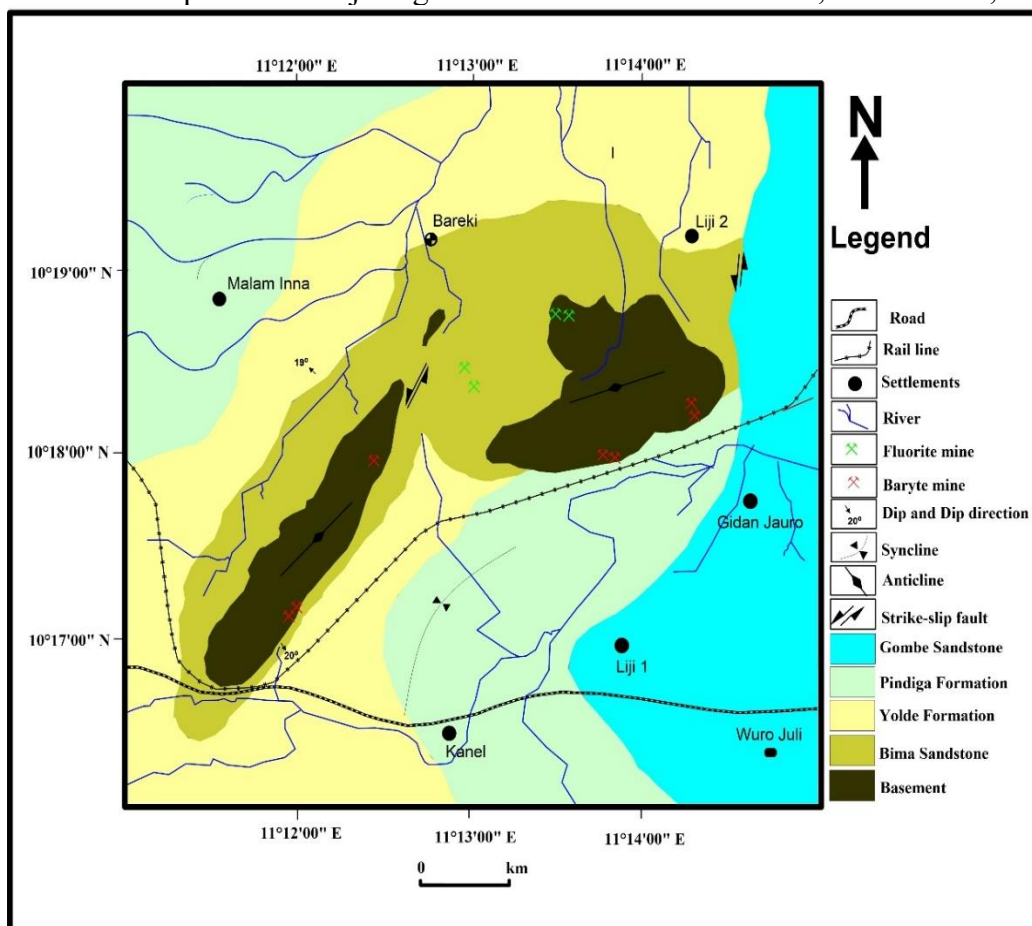 11°12'00" E 11°13'00" E 11°14'00" E
N
I
Bareki
Liji 2
Legend
10°19'00" N
Malam Inna
Road
Rail line
19°
Settlements
River
10°18'00" N
Fluorite mine
Baryte mine
Gidan Jauro
Dip and Dip direction
20°
Syncline
Anticline
Strike-slip fault
10°17'00" N
20°
Liji 1
Gombe Sandstone
Pindiga Formation
Yolde Formation
Kanel
Wuro Juli
Bima Sandstone
Basement
11°12'00" E 11°13'00" E 11°14'00" E
0 km